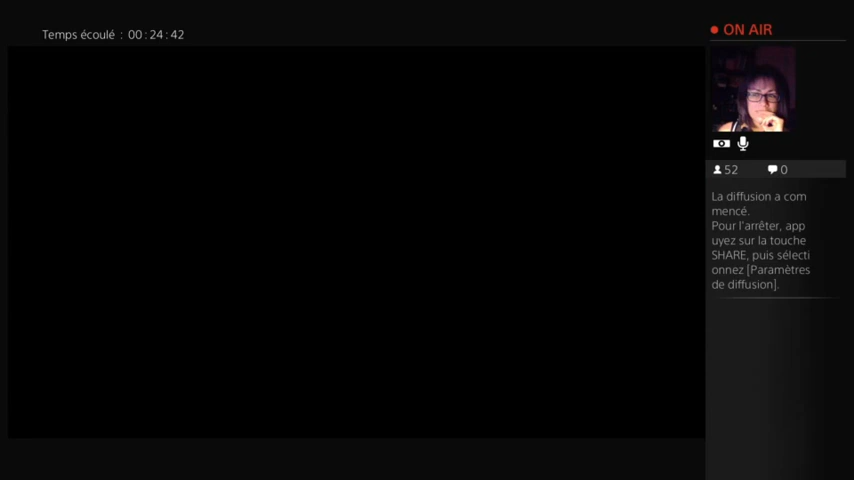 Temps écoulé : 00:24:42
ON AIR
52 0
La diffusion a com
mencé.
Pour l'arrêter, app
uyez sur la touche
SHARE, puis sélecti
onnez [Paramètres
de diffusion].